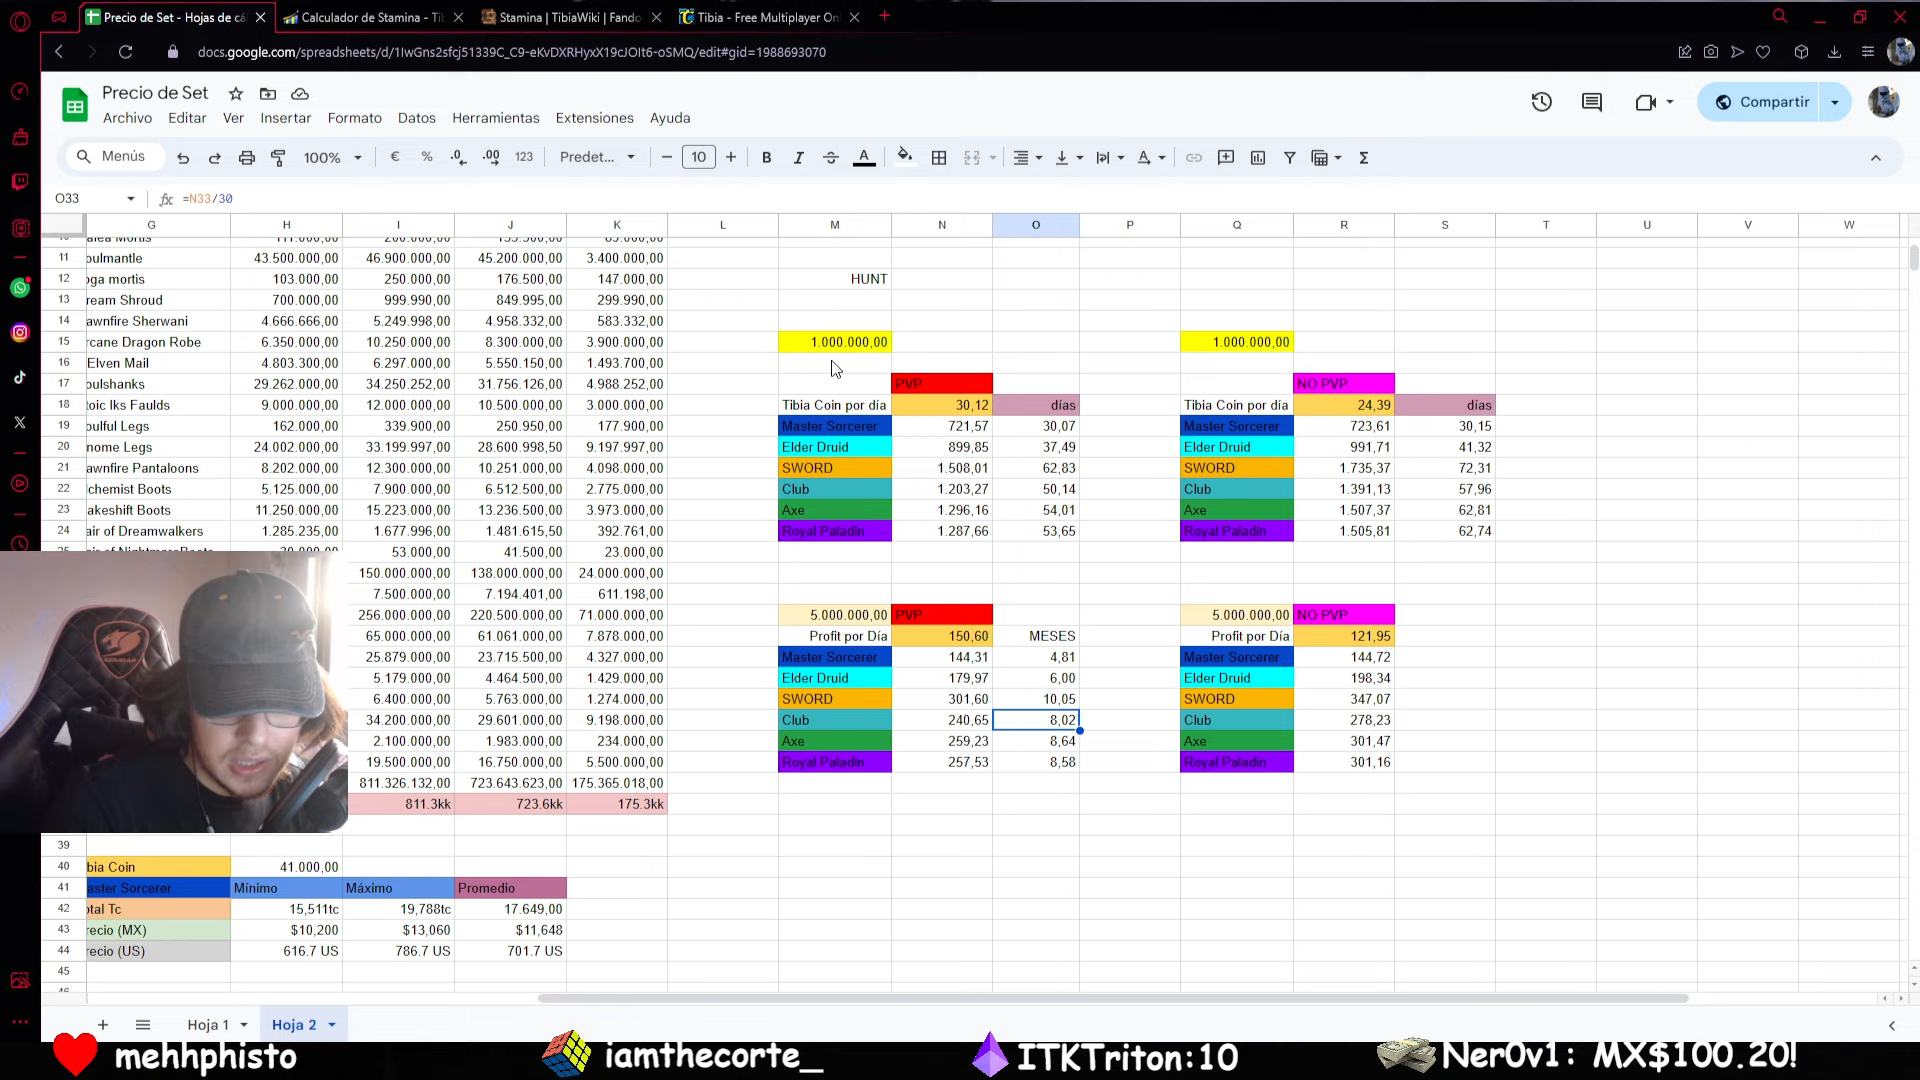 Precio de Set - Hojas de cá
Calculador de Stamina - Tib
Stamina | TibiaWiki | Fando
Tibia - Free Multiplayer On
docs.google.com/spreadsheets/d/1IwGns2sfcj51339C_C9-eKvDXRHyxX19cJOIt6-oSMQ/edit#gid=1988693070
Precio de Set
Archivo Editar Ver Insertar Formato Datos Herramientas Extensiones Ayuda
Compartir
Menús 100% € % .0 .00 123 Predet... 10 B I A
O33 fx =N33/30
G H I J K L M N O P Q R S T U V W
11 oulmantle 43.500.000,00 46.900.000,00 45.200.000,00 3.400.000,00
12 oga mortis 103.000,00 250.000,00 176.500,00 147.000,00 HUNT
13 ream Shroud 700.000,00 999.990,00 849.995,00 299.990,00
14 awnfire Sherwani 4.666.666,00 5.249.998,00 4.958.332,00 583.332,00
15 rcane Dragon Robe 6.350.000,00 10.250.000,00 8.300.000,00 3.900.000,00 1.000.000,00 1.000.000,00
16 Elven Mail 4.803.300,00 6.297.000,00 5.550.150,00 1.493.700,00
17 oulshanks 29.262.000,00 34.250.252,00 31.756.126,00 4.988.252,00 PVP NO PVP
18 toic Iks Faulds 9.000.000,00 12.000.000,00 10.500.000,00 3.000.000,00 Tibia Coin por día 30,12 días Tibia Coin por día 24,39 días
19 oulful Legs 162.000,00 339.900,00 250.950,00 177.900,00 Master Sorcerer 721,57 30,07 Master Sorcerer 723,61 30,15
20 nome Legs 24.002.000,00 33.199.997,00 28.600.998,50 9.197.997,00 Elder Druid 899,85 37,49 Elder Druid 991,71 41,32
21 awnfire Pantaloons 8.202.000,00 12.300.000,00 10.251.000,00 4.098.000,00 SWORD 1.508,01 62,83 SWORD 1.735,37 72,31
22 lchemist Boots 5.125.000,00 7.900.000,00 6.512.500,00 2.775.000,00 Club 1.203,27 50,14 Club 1.391,13 57,96
23 akeshift Boots 11.250.000,00 15.223.000,00 13.236.500,00 3.973.000,00 Axe 1.296,16 54,01 Axe 1.507,37 62,81
24 air of Dreamwalkers 1.285.235,00 1.677.996,00 1.481.615,50 392.761,00 Royal Paladin 1.287,66 53,65 Royal Paladin 1.505,81 62,74
53.000,00 41.500,00 23.000,00
150.000.000,00 138.000.000,00 24.000.000,00
7.500.000,00 7.194.401,00 611.198,00
256.000.000,00 220.500.000,00 71.000.000,00 5.000.000,00 PVP 5.000.000,00 NO PVP
65.000.000,00 61.061.000,00 7.878.000,00 Profit por Día 150,60 MESES Profit por Día 121,95
25.879.000,00 23.715.500,00 4.327.000,00 Master Sorcerer 144,31 4,81 Master Sorcerer 144,72
5.179.000,00 4.464.500,00 1.429.000,00 Elder Druid 179,97 6,00 Elder Druid 198,34
6.400.000,00 5.763.000,00 1.274.000,00 SWORD 301,60 10,05 SWORD 347,07
34.200.000,00 29.601.000,00 9.198.000,00 Club 240,65 8,02 Club 278,23
2.100.000,00 1.983.000,00 234.000,00 Axe 259,23 8,64 Axe 301,47
19.500.000,00 16.750.000,00 5.500.000,00 Royal Paladin 257,53 8,58 Royal Paladin 301,16
811.326.132,00 723.643.623,00 175.365.018,00
811.3kk 723.6kk 175.3kk
39
40 bia Coin 41.000,00
41 aster Sorcerer Mínimo Máximo Promedio
42 otal Tc 15,511tc 19,788tc 17.649,00
43 recio (MX) $10,200 $13,060 $11,648
44 recio (US) 616.7 US 786.7 US 701.7 US
45
Hoja 1 Hoja 2
mehhphisto iamthecorte_ ITKTriton:10 Ner0v1: MX$100.20!